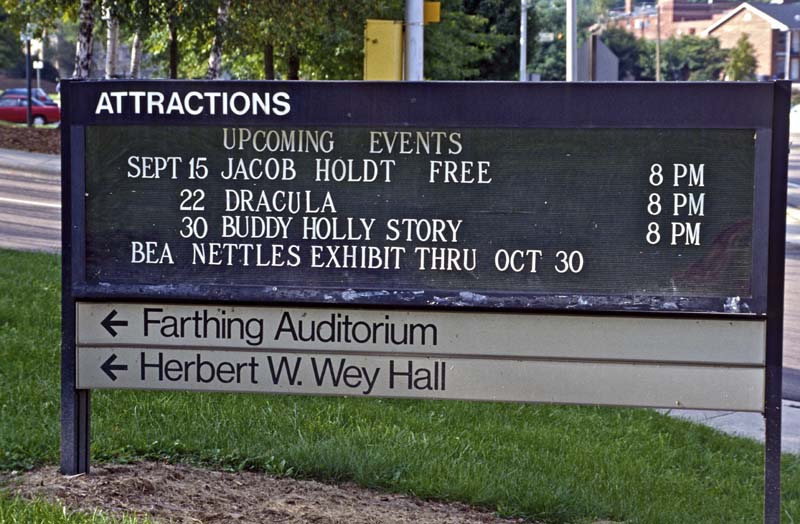 ATTRACTIONS
UPCOMING EVENTS
SEPT 15 JACOB HOLDT FREE 8 PM
22 DRACULA 8 PM
30 BUDDY HOLLY STORY 8 PM
BEA NETTLES EXHIBIT THRU OCT 30
← Farthing Auditorium
← Herbert W. Wey Hall